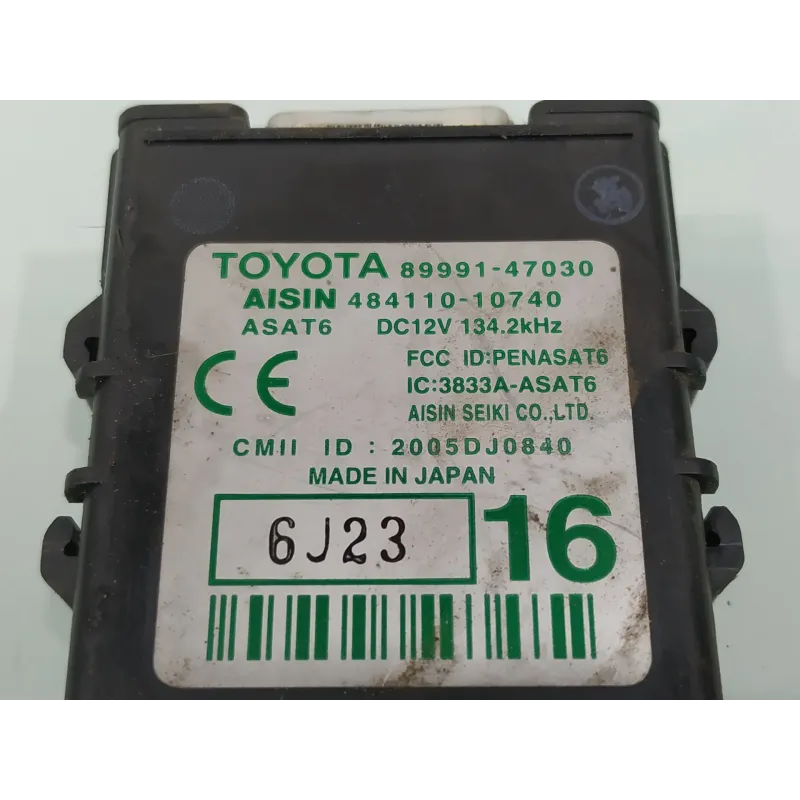 TOYOTA 89991-47030
AISIN 484110-10740
ASAT6 DC12V 134.2kHz
CE
FCC ID:PENASAT6
IC:3833A-ASAT6
AISIN SEIKI CO.,LTD.
CMII ID : 2005DJ0840
MADE IN JAPAN
6J23
16